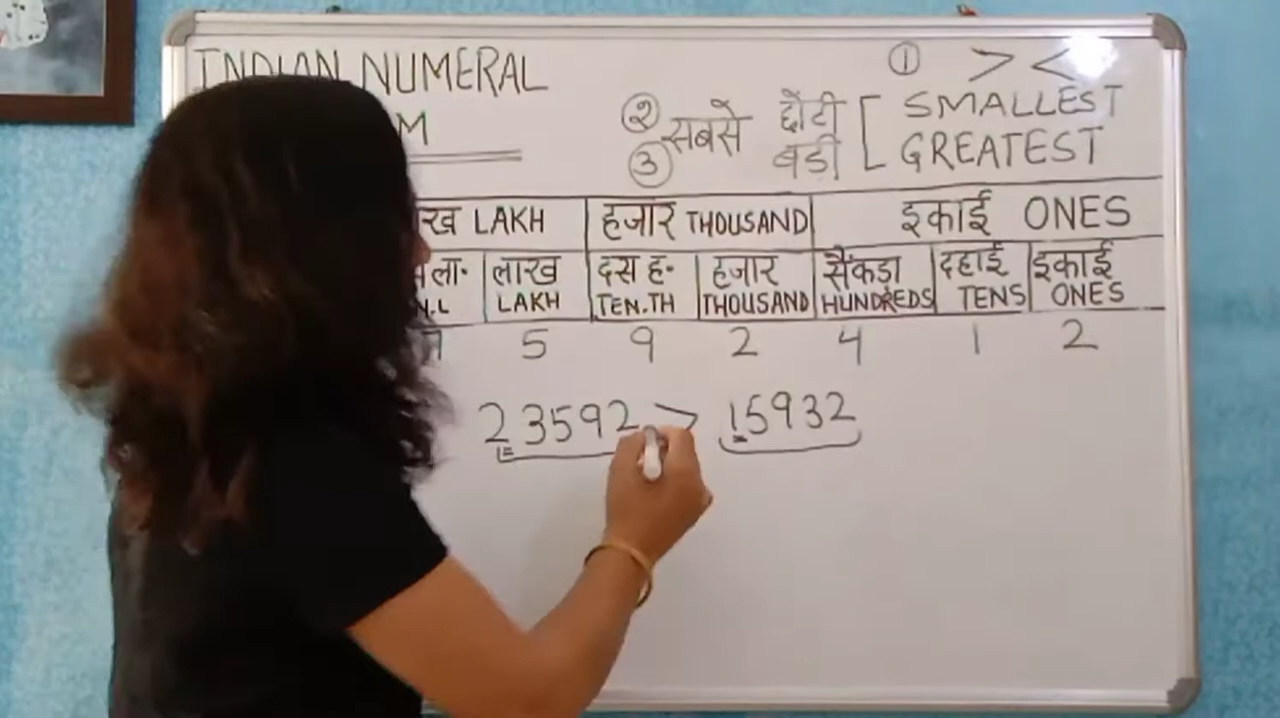 INDIAN NUMERAL
① > <
② सबसे छोटी [ SMALLEST
③ बडी GREATEST
LAKH हजार THOUSAND इकाई ONES
लाख दस ह. हजार सैंकड़ा दहाई इकाई
LAKH TEN.TH THOUSAND HUNDREDS TENS ONES
5 9 2 4 1 2
23592 > 15932